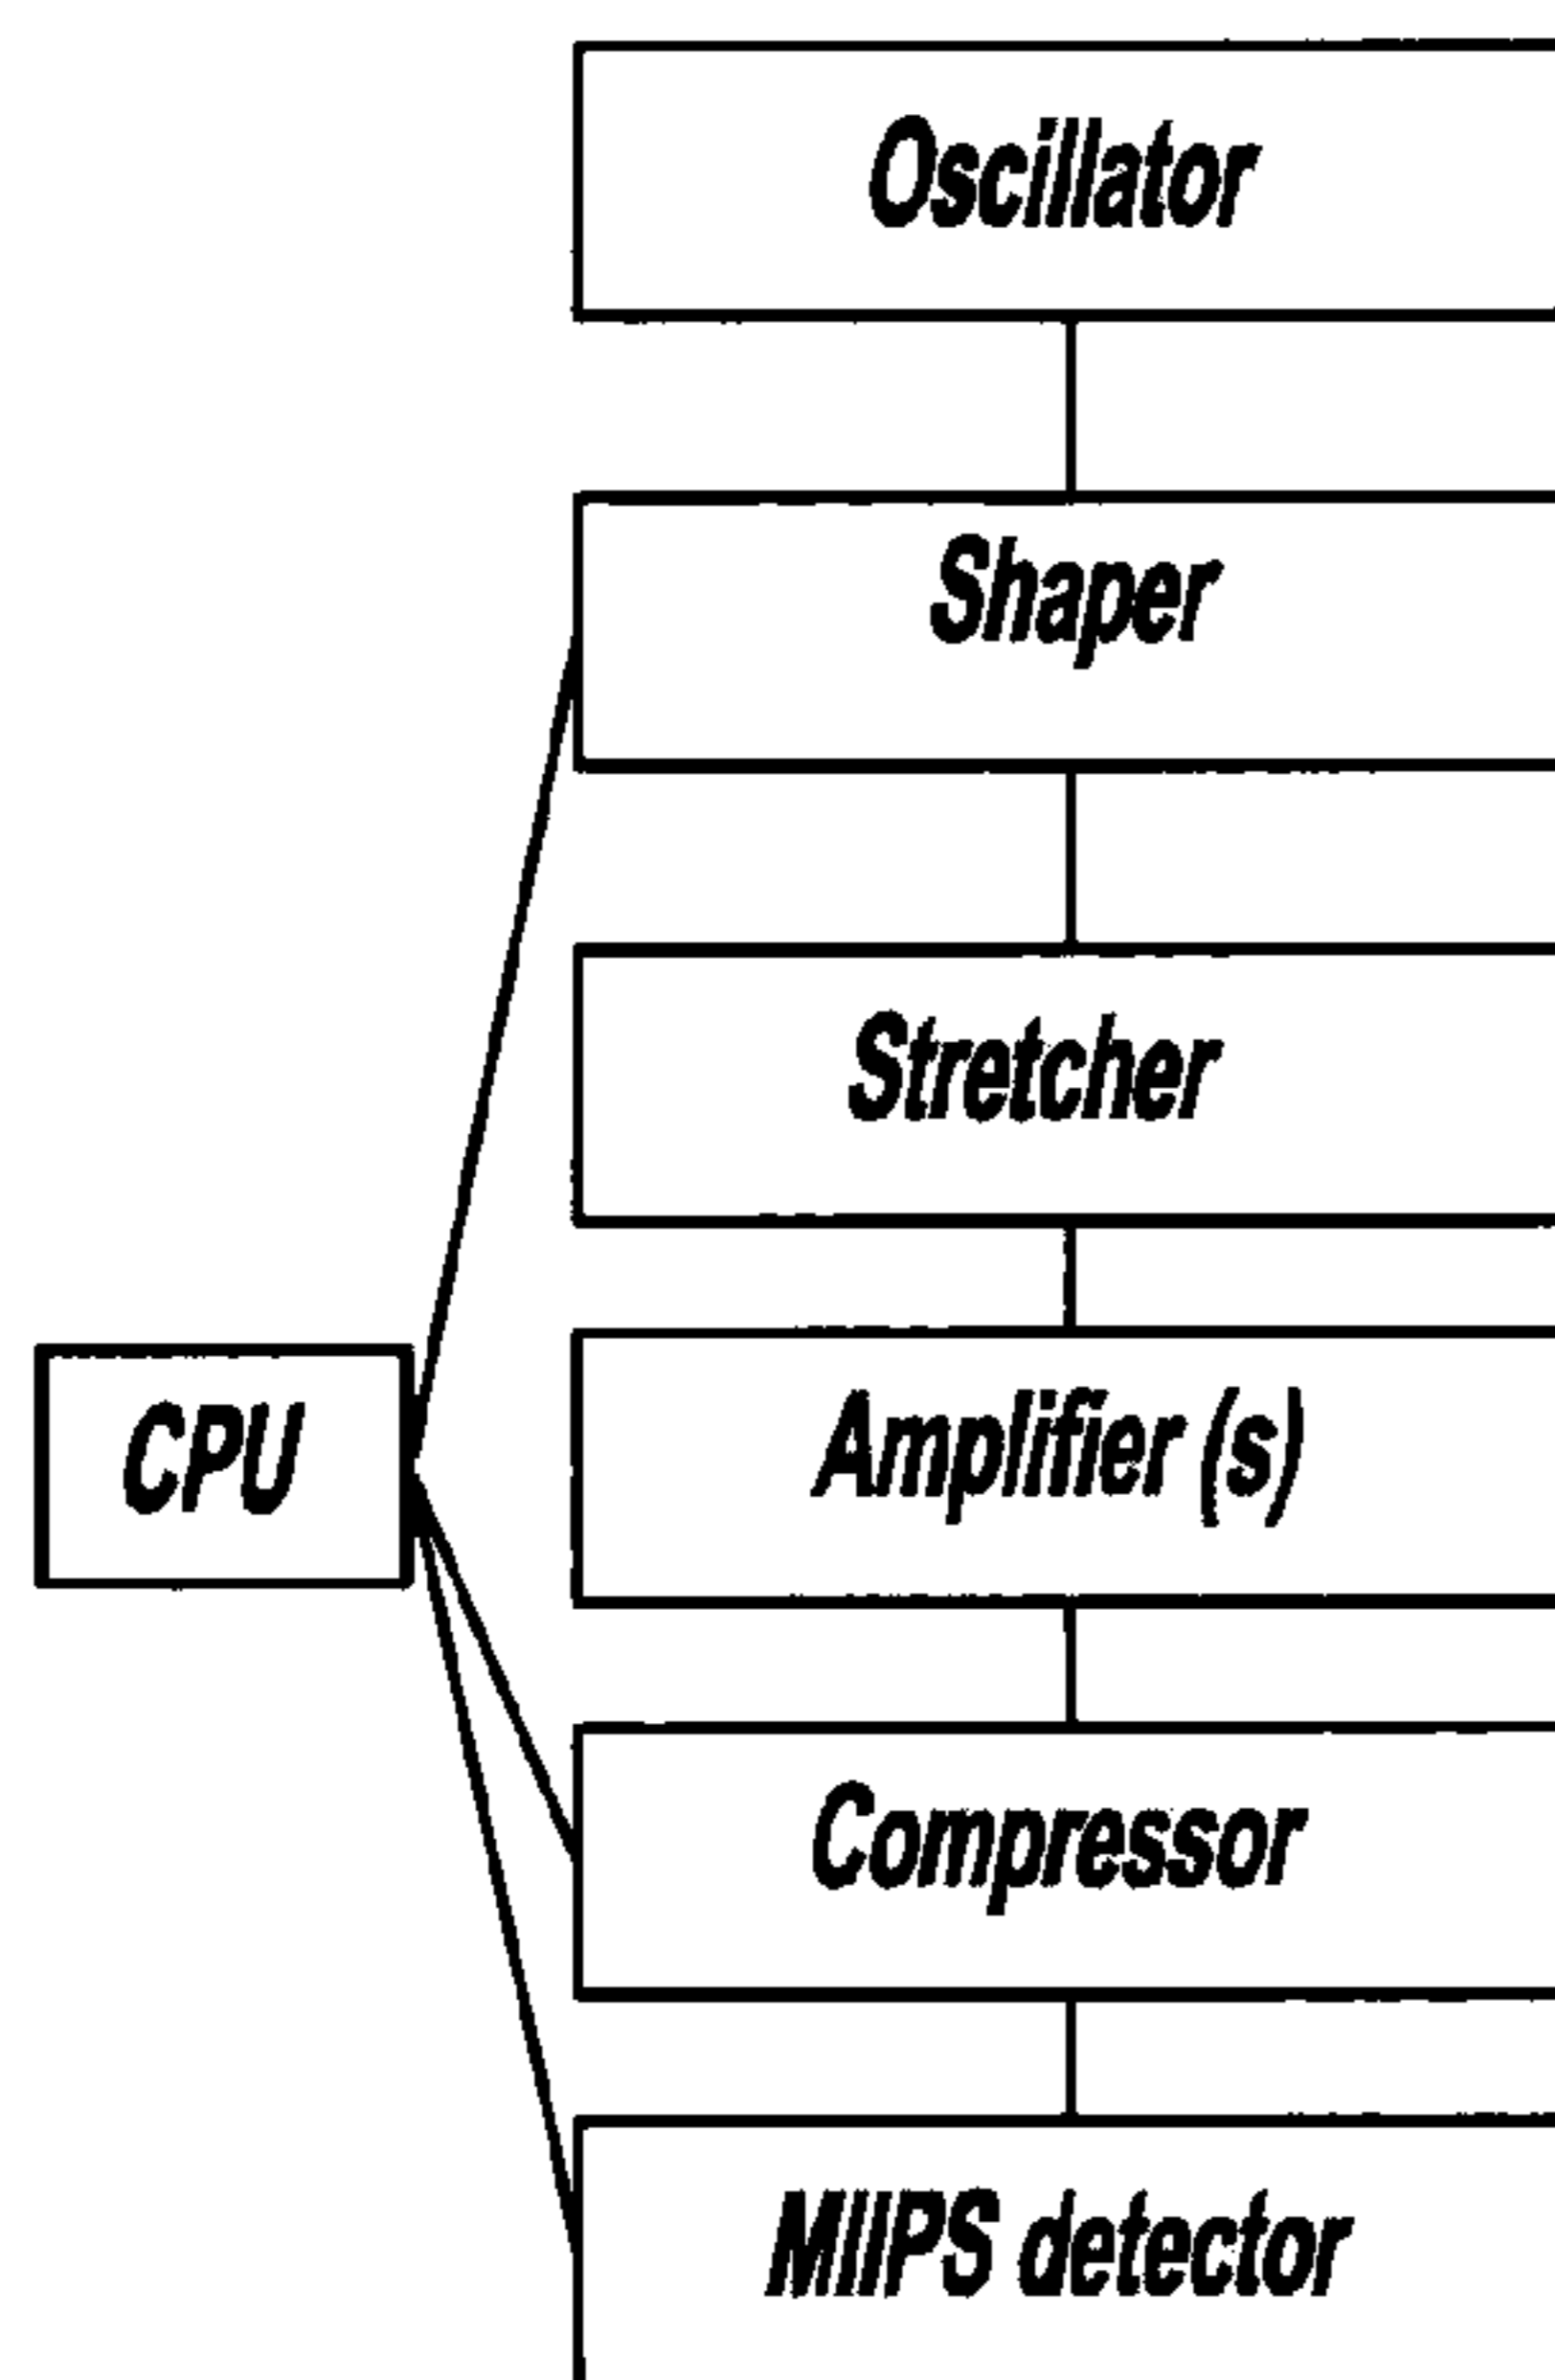 Oscillator
Shaper
Stretcher
Amplifier (s)
CPU
Compressor
MIIPS detector